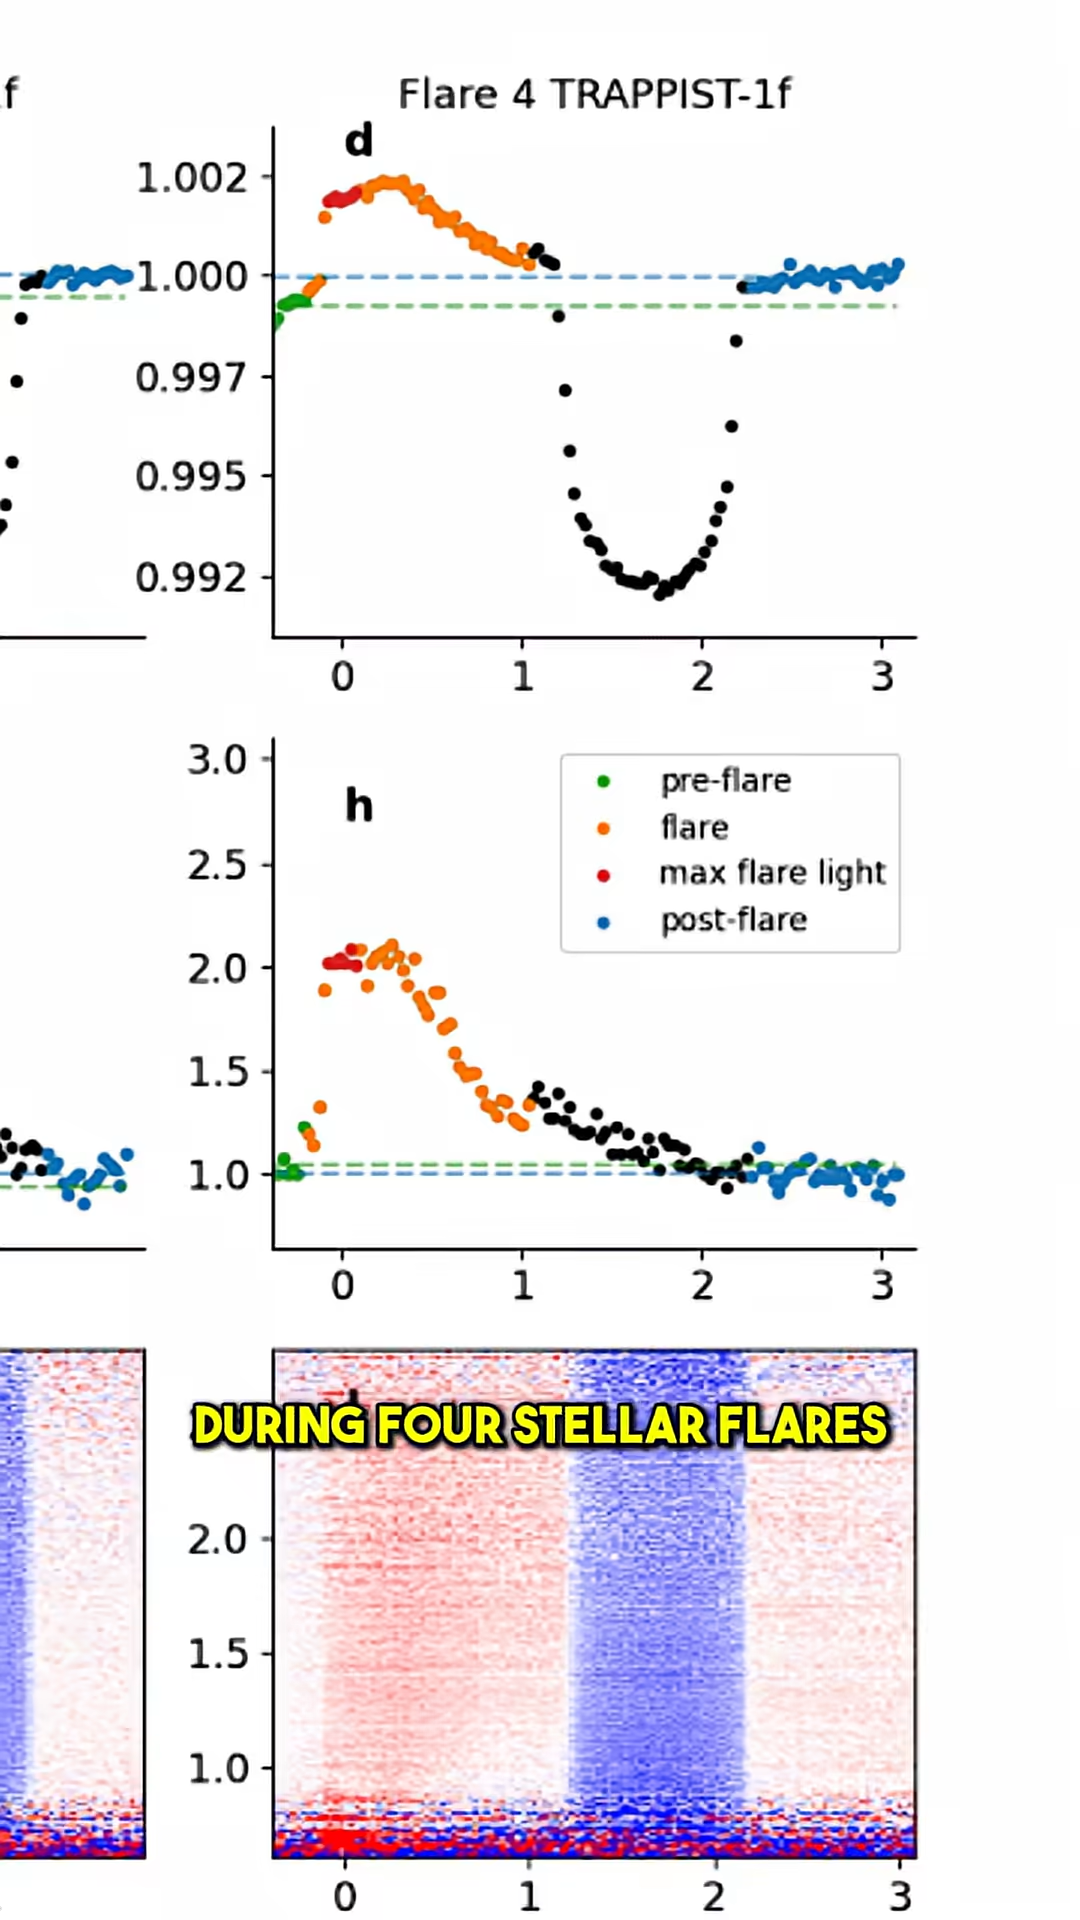 f
Flare 4 TRAPPIST-1f
d
1.002
1.000
0.997
0.995
0.992
0 1 2 3
3.0
h
pre-flare
flare
max flare light
post-flare
2.5
2.0
1.5
1.0
0 1 2 3
DURING FOUR STELLAR FLARES
2.0
1.5
1.0
0 1 2 3